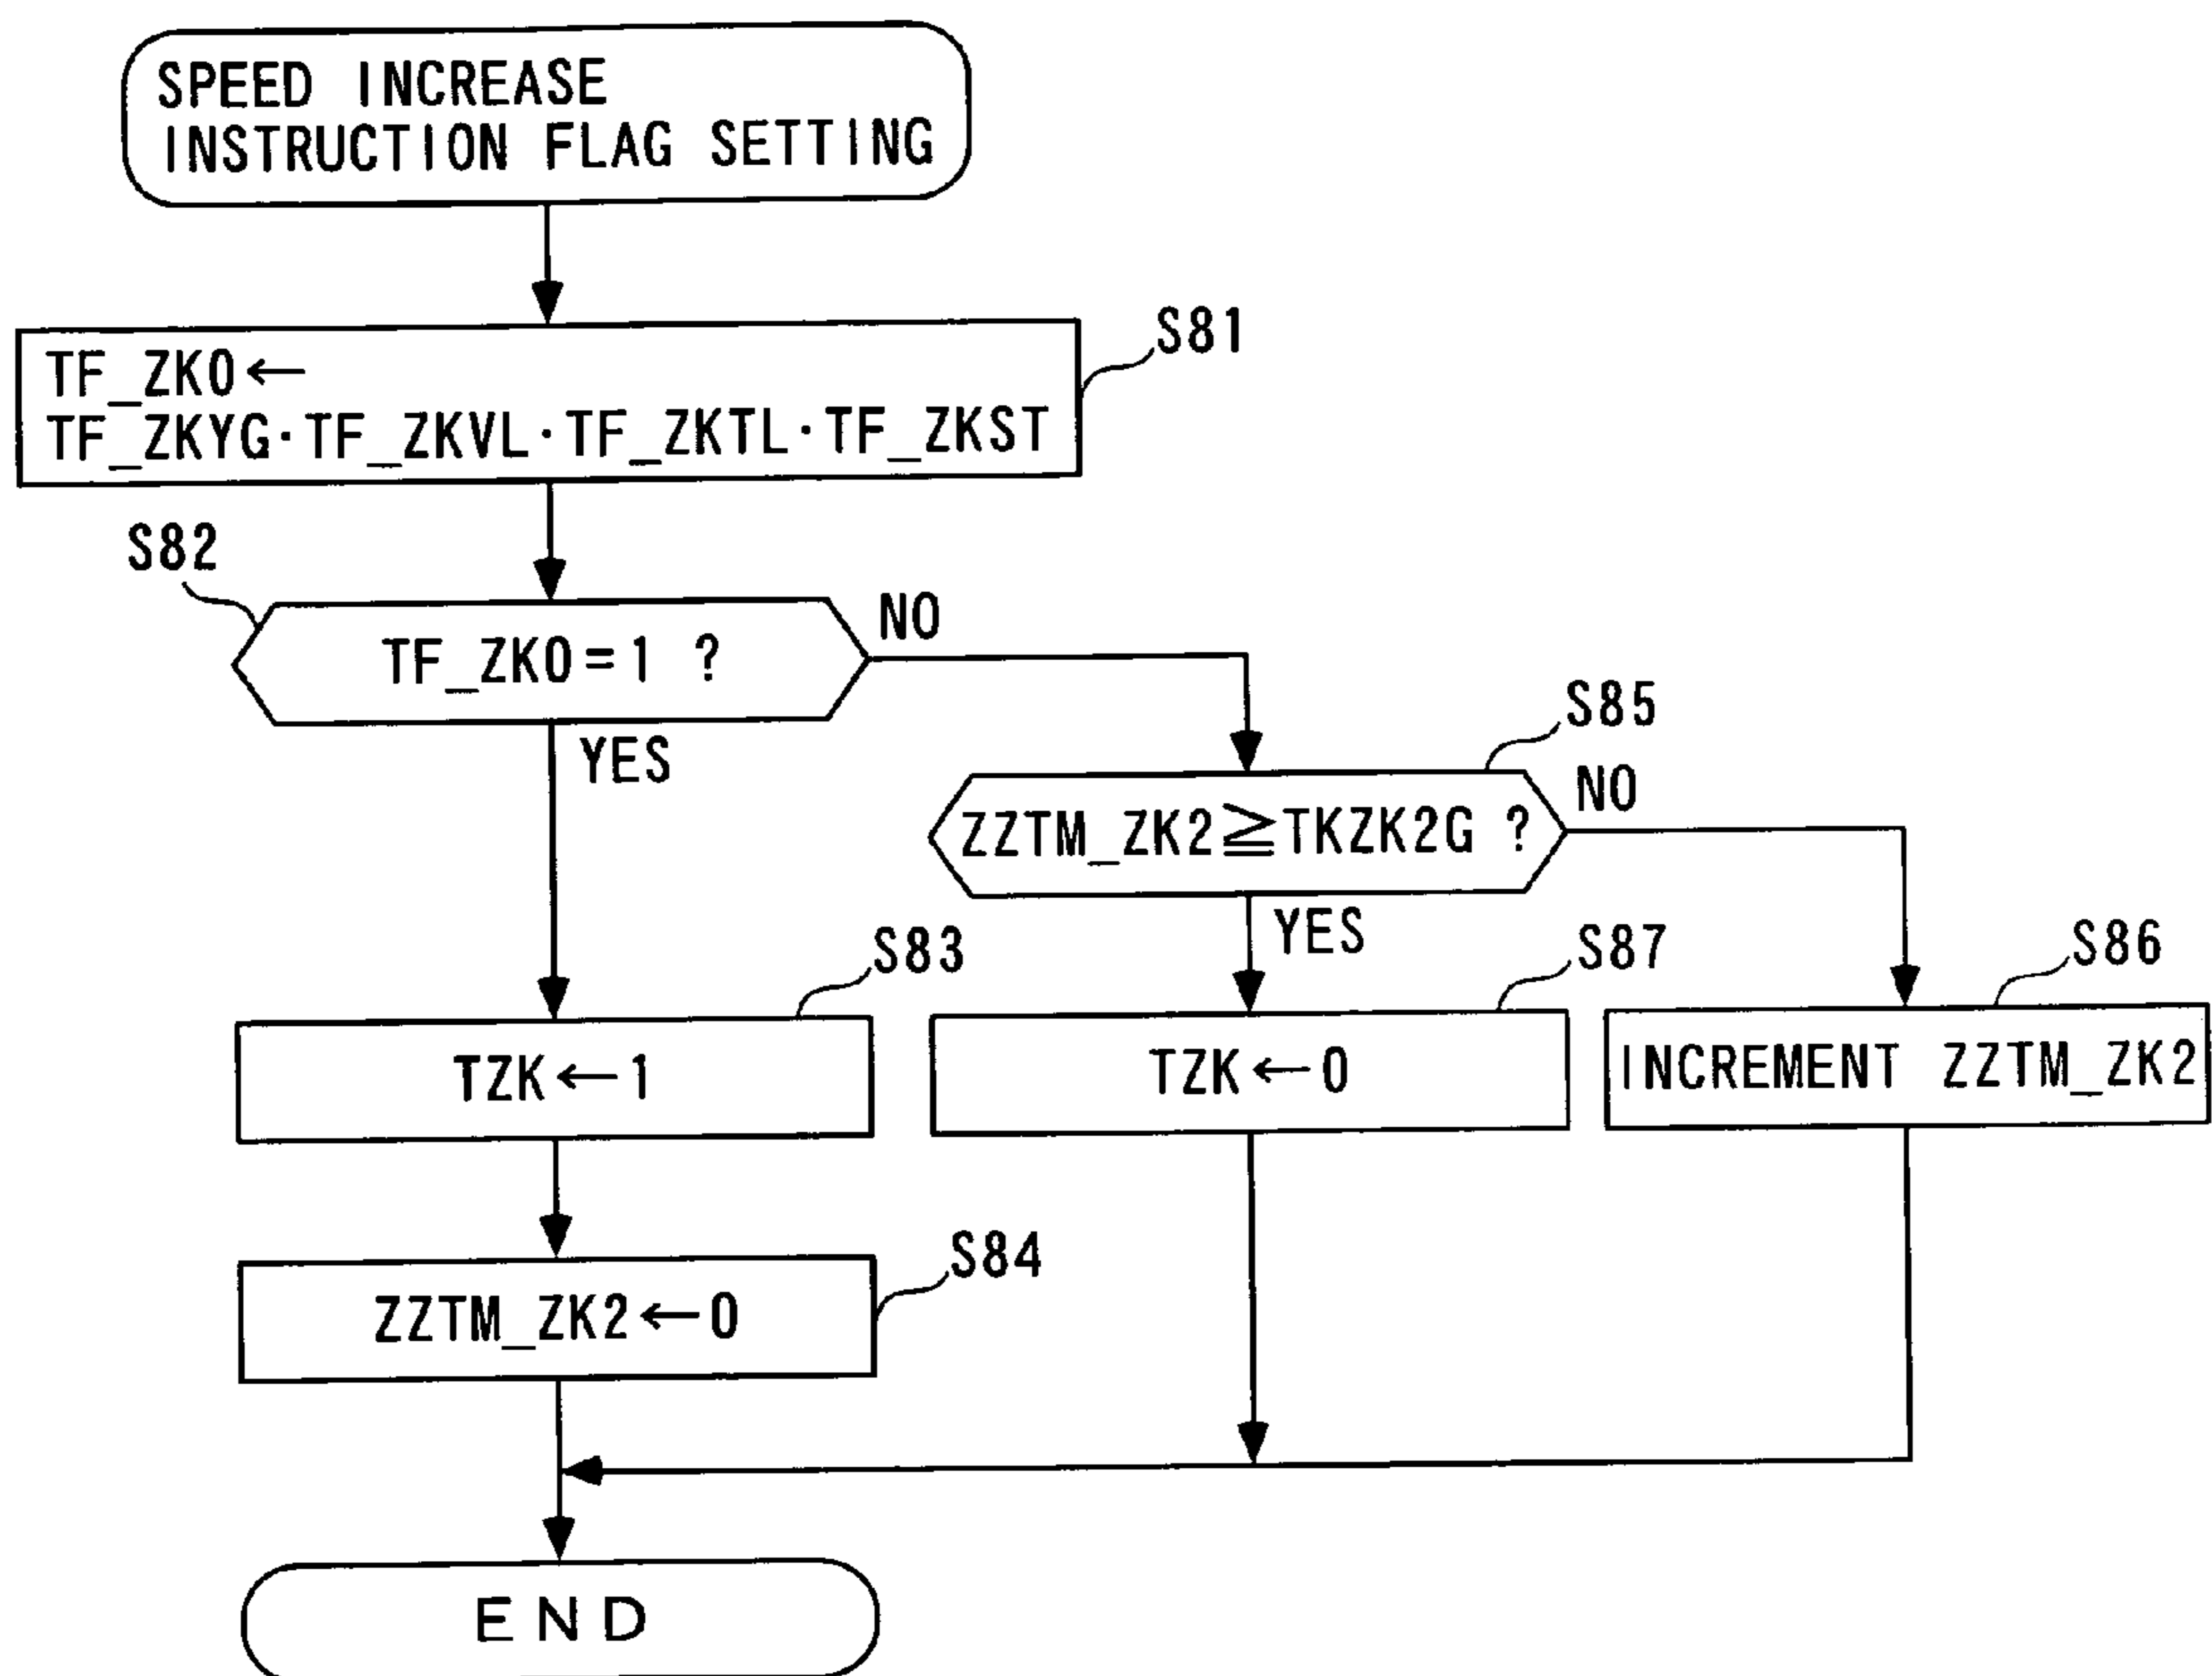 SPEED INCREASE
INSTRUCTION FLAG SETTING
TF_ZK0←
TF_ZKYG·TF_ZKVL·TF_ZKTL·TF_ZKST
S81
S82
TF_ZK0=1 ?
NO
YES
S85
ZZTM_ZK2≧TKZK2G ?
NO
YES
S83
TZK←1
S87
TZK←0
S86
INCREMENT ZZTM_ZK2
S84
ZZTM_ZK2←0
END